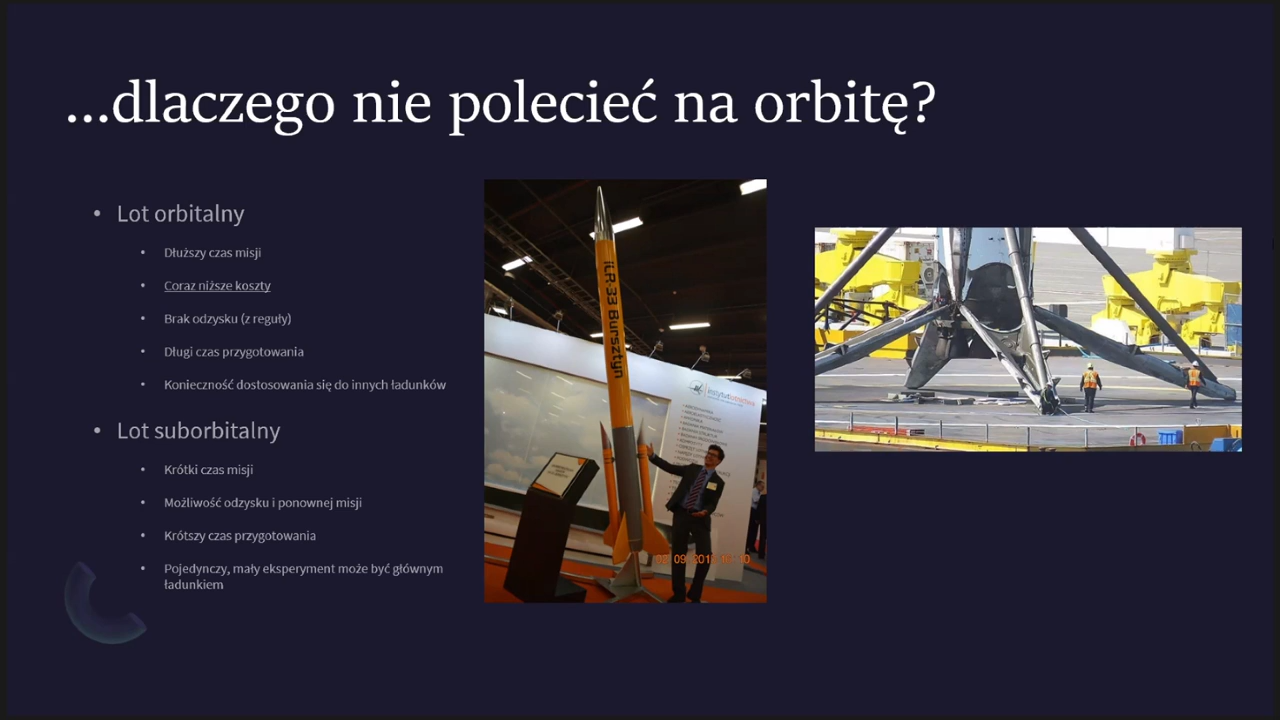 ...dlaczego nie polecieć na orbitę?
• Lot orbitalny
• Dłuższy czas misji
• Coraz niższe koszty
• Brak odzysku (z reguły)
• Długi czas przygotowania
• Konieczność dostosowania się do innych ładunków
• Lot suborbitalny
• Krótki czas misji
• Możliwość odzysku i ponownej misji
• Krótszy czas przygotowania
• Pojedynczy, mały eksperyment może być głównym
ładunkiem
iLR-33 Bursztyn
instytutlotnictwa